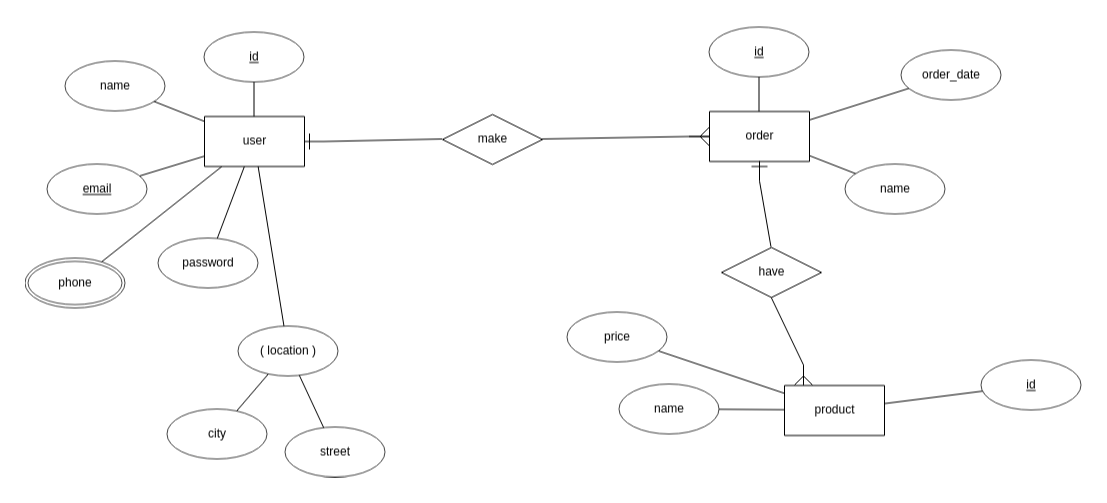 id
id
order_date
name
user
make
order
email
name
phone
password
have
( location )
price
id
name
product
city
street
name